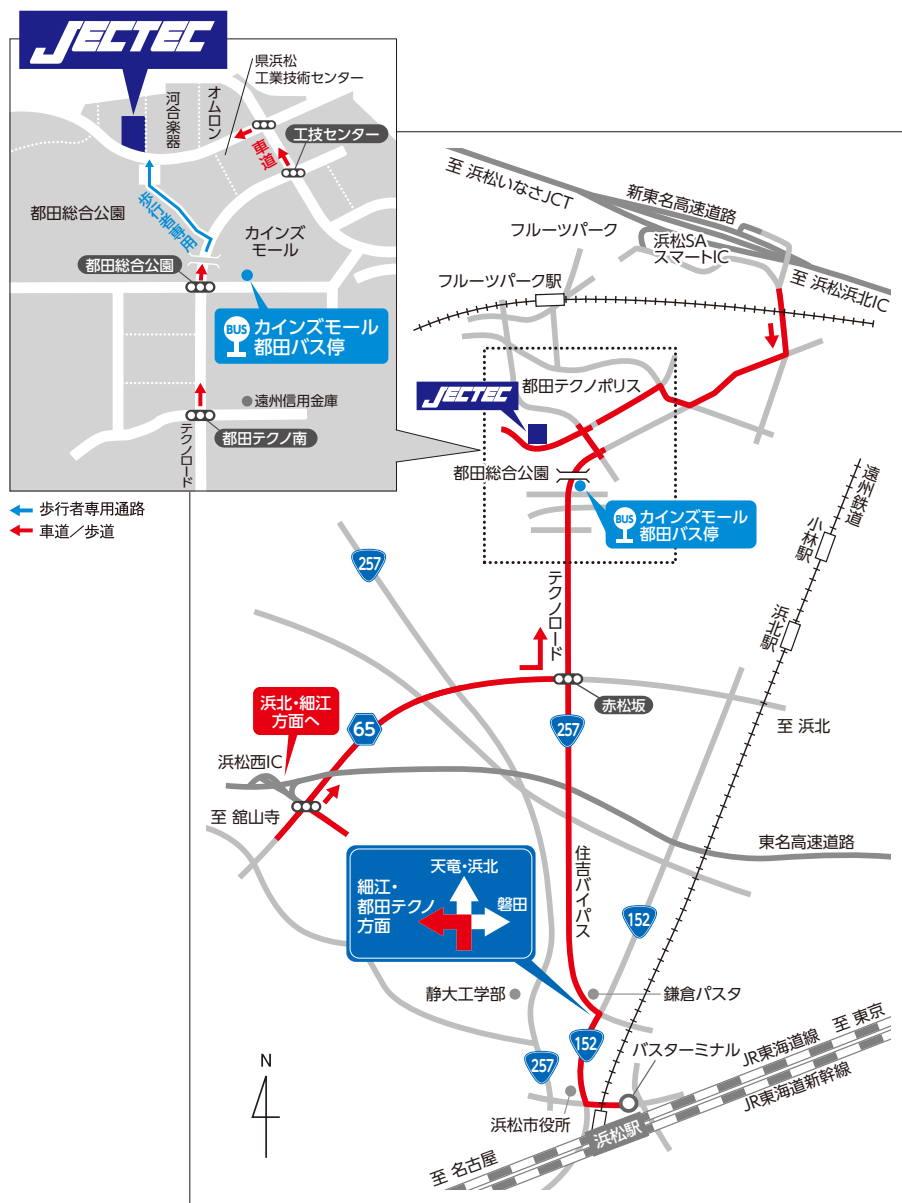 JECTEC
県浜松
工業技術センター
オムロン
河合楽器
工技センター
車道
都田総合公園
歩行者専用
カインズ
モール
都田総合公園
BUS
カインズモール
都田バス停
遠州信用金庫
都田テクノ南
テクノロード
歩行者専用通路
車道／歩道
至 浜松いなさJCT
新東名高速道路
フルーツパーク
浜松SA
スマートIC
至 浜松浜北IC
フルーツパーク駅
都田テクノポリス
JECTEC
都田総合公園
BUS
カインズモール
都田バス停
遠州鉄道
小林駅
浜北駅
257
テクノロード
赤松坂
浜北・細江
方面へ
65
257
至 浜北
浜松西IC
至 舘山寺
東名高速道路
住吉バイパス
天竜・浜北
細江・
都田テクノ
方面
磐田
152
静大工学部
鎌倉パスタ
152
257
バスターミナル
JR東海道線
至 東京
JR東海道新幹線
N
浜松市役所
浜松駅
至 名古屋